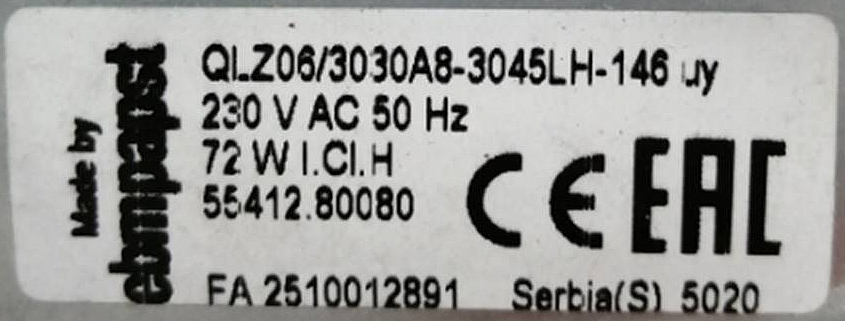 Made by
ebmpapst
QLZ06/3030A8-3045LH-146 uy
230 V AC 50 Hz
72 W I.Cl.H
55412.80080
CE EAC
FA 2510012891 Serbia(S) 5020